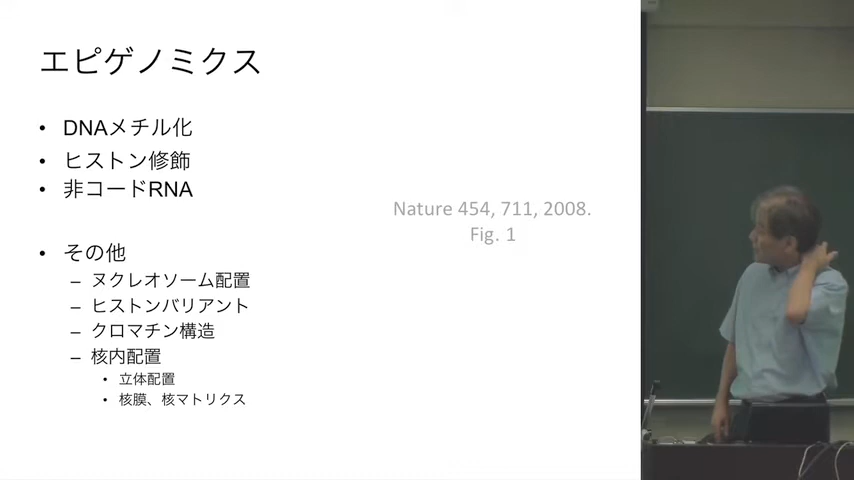 エピゲノミクス
• DNAメチル化
• ヒストン修飾
• 非コードRNA
Nature 454, 711, 2008.
Fig. 1
• その他
– ヌクレオソーム配置
– ヒストンバリアント
– クロマチン構造
– 核内配置
• 立体配置
• 核膜、核マトリクス